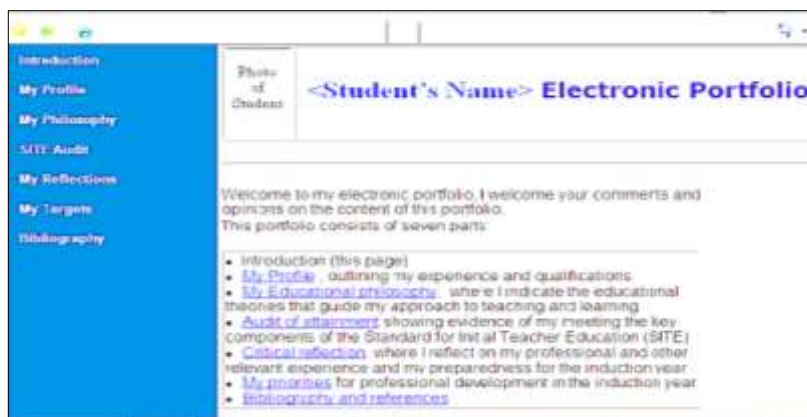 Introduction
My Profile
My Philosophy
SITE Audit
My Reflections
My Targets
Bibliography
Photo
of
Student
<Student's Name> Electronic Portfolio
Welcome to my electronic portfolio. I welcome your comments and
opinions on the content of this portfolio.
This portfolio consists of seven parts
• Introduction (this page)
• My Profile , outlining my experience and qualifications
• My Educational philosophy , where I indicate the educational
theories that guide my approach to teaching and learning
• Audit of attainment showing evidence of my meeting the key
components of the Standard for Initial Teacher Education (SITE)
• Critical reflection where I reflect on my professional and other
relevant experience and my preparedness for the induction year
• My priorities for professional development in the induction year
• Bibliography and references